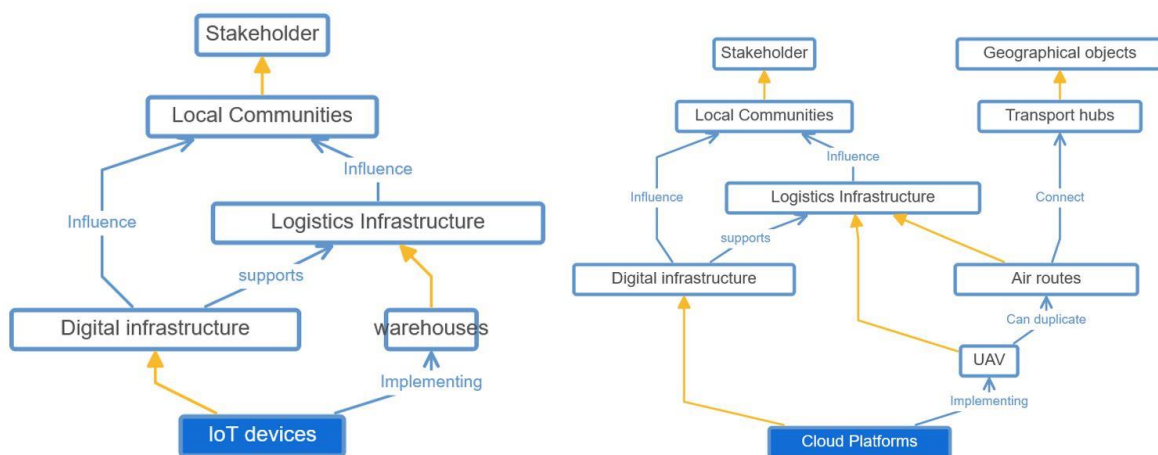 Stakeholder
Local Communities
Influence
Logistics Infrastructure
Influence
supports
Digital infrastructure
warehouses
Implementing
IoT devices
Stakeholder
Geographical objects
Local Communities
Transport hubs
Influence
Influence
Logistics Infrastructure
Connect
supports
Digital infrastructure
Air routes
Can duplicate
UAV
Implementing
Cloud Platforms